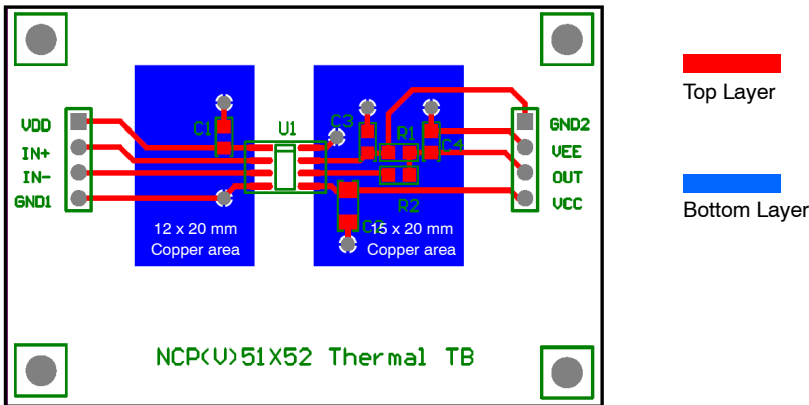 VDD
IN+
IN-
GND1
C1
U1
C3
R1
C4
R2
GND2
VEE
OUT
VCC
12 x 20 mm
Copper area
15 x 20 mm
Copper area
NCP(V)51X52 Thermal TB
Top Layer
Bottom Layer